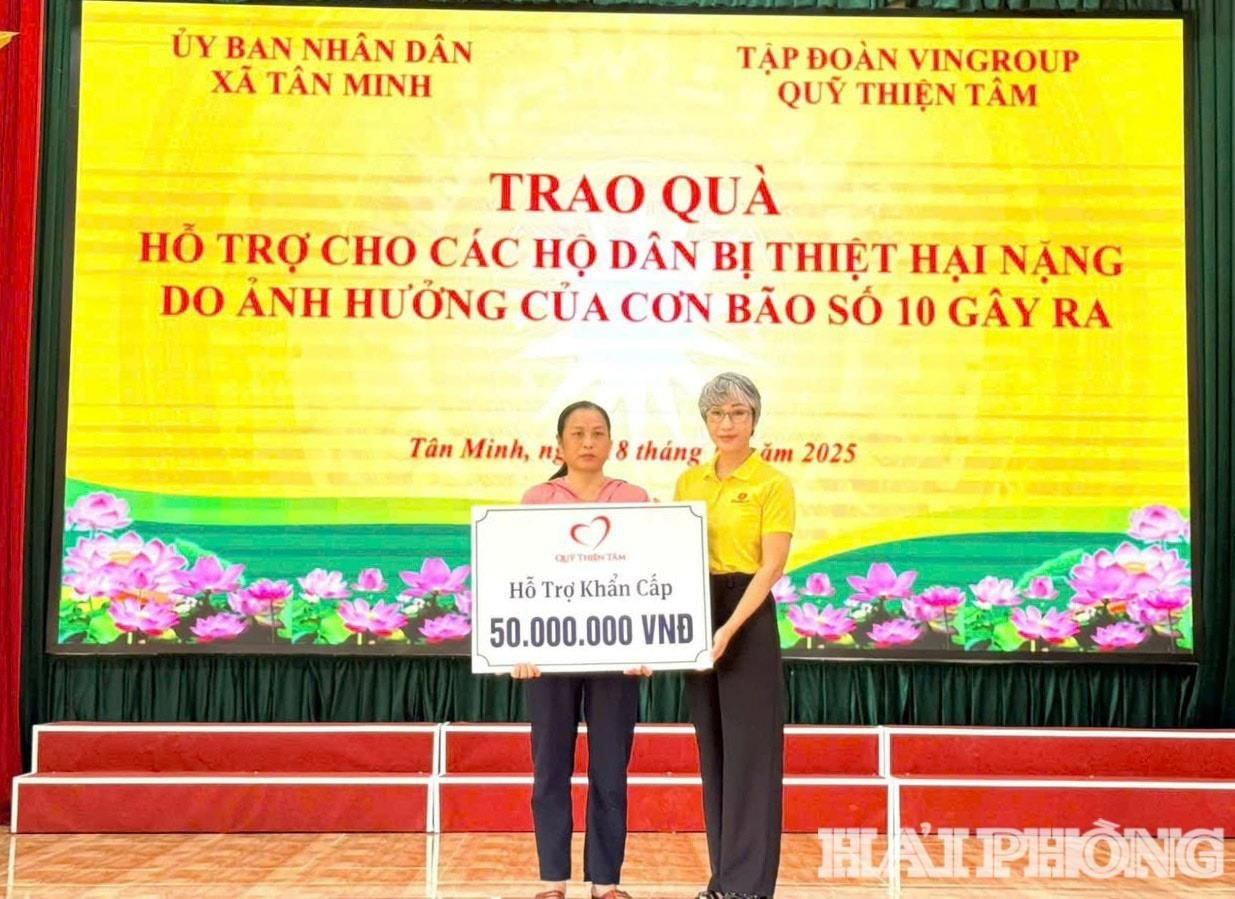 ỦY BAN NHÂN DÂN
XÃ TÂN MINH
TẬP ĐOÀN VINGROUP
QUỸ THIỆN TÂM
TRAO QUÀ
HỖ TRỢ CHO CÁC HỘ DÂN BỊ THIỆT HẠI NẶNG
DO ẢNH HƯỞNG CỦA CƠN BÃO SỐ 10 GÂY RA
Tân Minh, 8 tháng năm 2025
QUỸ THIỆN TÂM
Hỗ Trợ Khẩn Cấp
50.000.000 VNĐ
HẢI PHÒNG